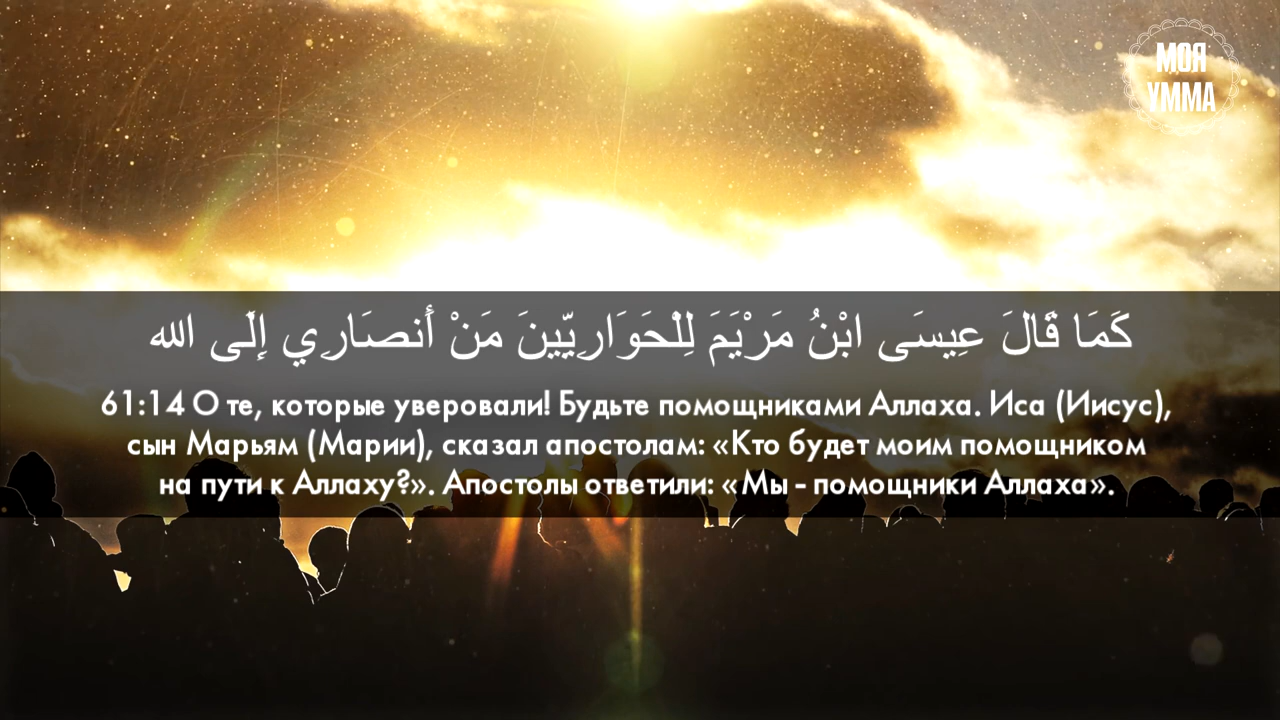 МОЯ
УММА
كَمَا قَالَ عِيسَى ابْنُ مَرْيَمَ لِلْحَوَارِيِّينَ مَنْ أَنصَارِي إِلَى الله
61:14 О те, которые уверовали! Будьте помощниками Аллаха. Иса (Иисус),
сын Марьям (Марии), сказал апостолам: «Кто будет моим помощником
на пути к Аллаху?». Апостолы ответили: «Мы - помощники Аллаха».